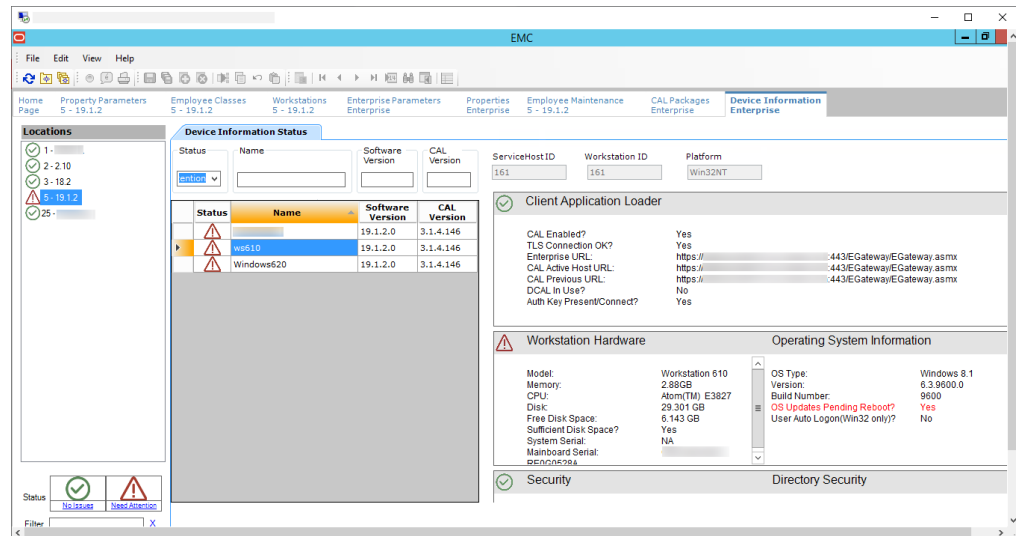 EMC
File Edit View Help
Home Page
Property Parameters 5 - 19.1.2
Employee Classes 5 - 19.1.2
Workstations 5 - 19.1.2
Enterprise Parameters Enterprise
Properties Enterprise
Employee Maintenance 5 - 19.1.2
CAL Packages Enterprise
Device Information Enterprise
Locations
1 -
2 - 2.10
3 - 18.2
5 - 19.1.2
25 -
Status
No Issues
Need Attention
Filter
X
Device Information Status
Status
ention
Name
Software Version
CAL Version
Status Name Software Version CAL Version
19.1.2.0 3.1.4.146
ws610 19.1.2.0 3.1.4.146
Windows620 19.1.2.0 3.1.4.146
ServiceHostID Workstation ID Platform
161 161 Win32NT
Client Application Loader
CAL Enabled? Yes
TLS Connection OK? Yes
Enterprise URL: https:// :443/EGateway/EGateway.asmx
CAL Active Host URL: https:// :443/EGateway/EGateway.asmx
CAL Previous URL: https:// :443/EGateway/EGateway.asmx
DCAL In Use? No
Auth Key Present/Connect? Yes
Workstation Hardware
Model: Workstation 610
Memory: 2.88GB
CPU: Atom(TM) E3827
Disk: 29.301 GB
Free Disk Space: 6.143 GB
Sufficient Disk Space? Yes
System Serial: NA
Mainboard Serial:
RE0G0528A
Operating System Information
OS Type: Windows 8.1
Version: 6.3.9600.0
Build Number: 9600
OS Updates Pending Reboot? Yes
User Auto Logon(Win32 only)? No
Security
Directory Security